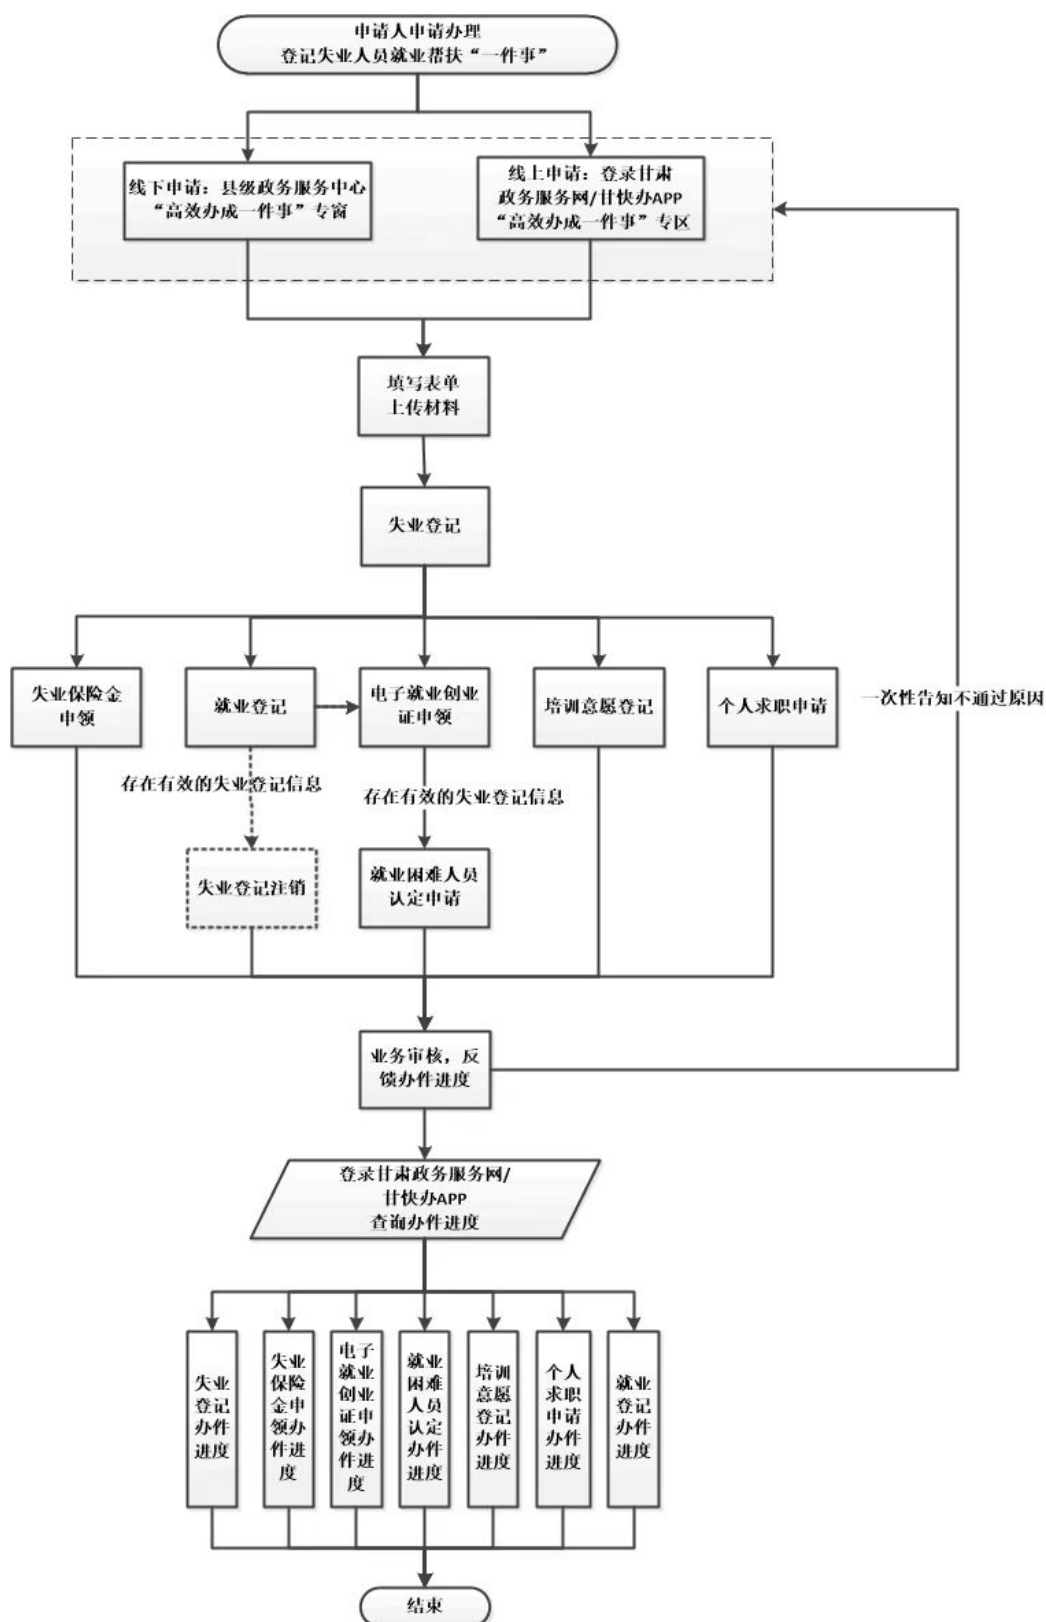 申请人申请办理
登记失业人员就业帮扶“一件事”
线下申请：县级政务服务中心
“高效办成一件事”专窗
线上申请：登录甘肃
政务服务网/甘快办APP
“高效办成一件事”专区
填写表单
上传材料
失业登记
失业保险金
申领
就业登记
电子就业创业
证申领
培训意愿登记
个人求职申请
一次性告知不通过原因
存在有效的失业登记信息
存在有效的失业登记信息
失业登记注销
就业困难人员
认定申请
业务审核，反
馈办件进度
登录甘肃政务服务网/
甘快办APP
查询办件进度
失业
登记
办件
进度
失业
保险
金申
领办
件进
度
电子
就业
创业
证申
领办
件进
度
就业
困难
人员
认定
办件
进度
培训
意愿
登记
办件
进度
个人
求职
申请
办件
进度
就业
登记
办件
进度
结束